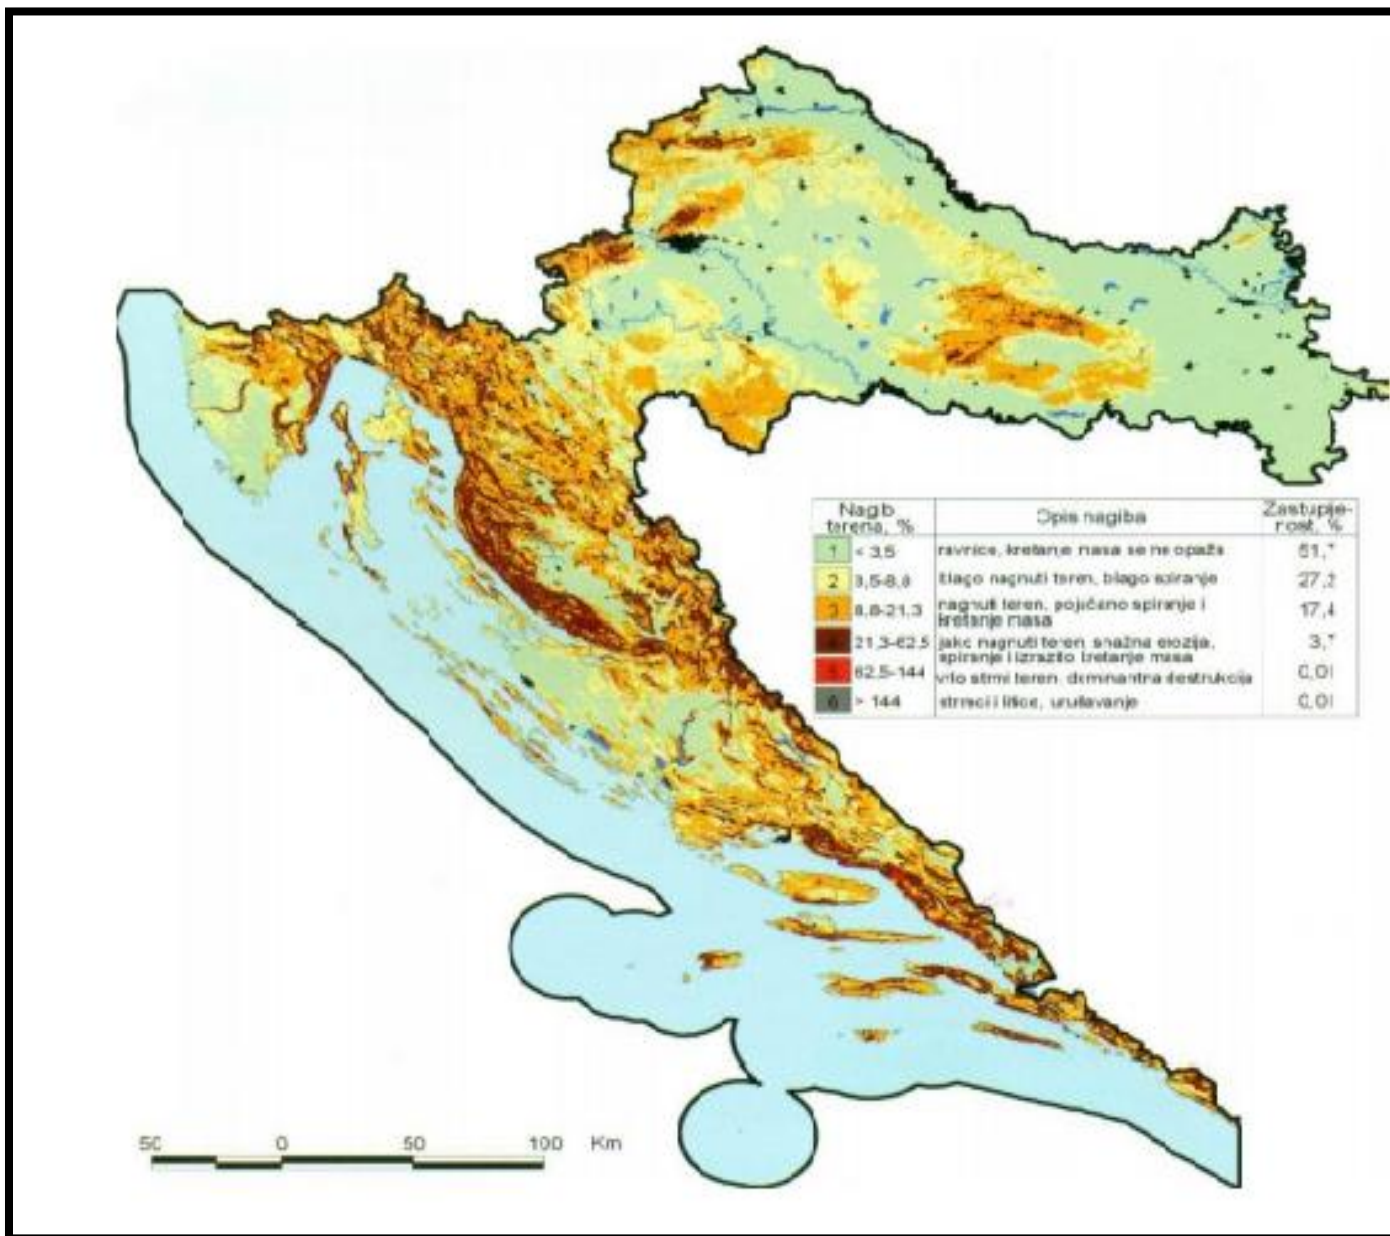 Nagib terena, % Opis nagiba Zastupljenost, %
1 < 3,5 ravnice, kretanje masa se ne opaža
2 3,5-8,8 blago nagnuti teren, blago spiranje 27,2
3 8,8-21,3 nagnuti teren, pojačano spiranje i
kretanje masa 17,4
4 21,3-62,5 jako nagnuti teren, snažna erozija,
spiranje i izrazito kretanje masa
5 62,5-144 vrlo strmi teren, dominantna destrukcija 0,01
6 > 144 strmci i litice, urušavanje 0,01
50 0 50 100 Km